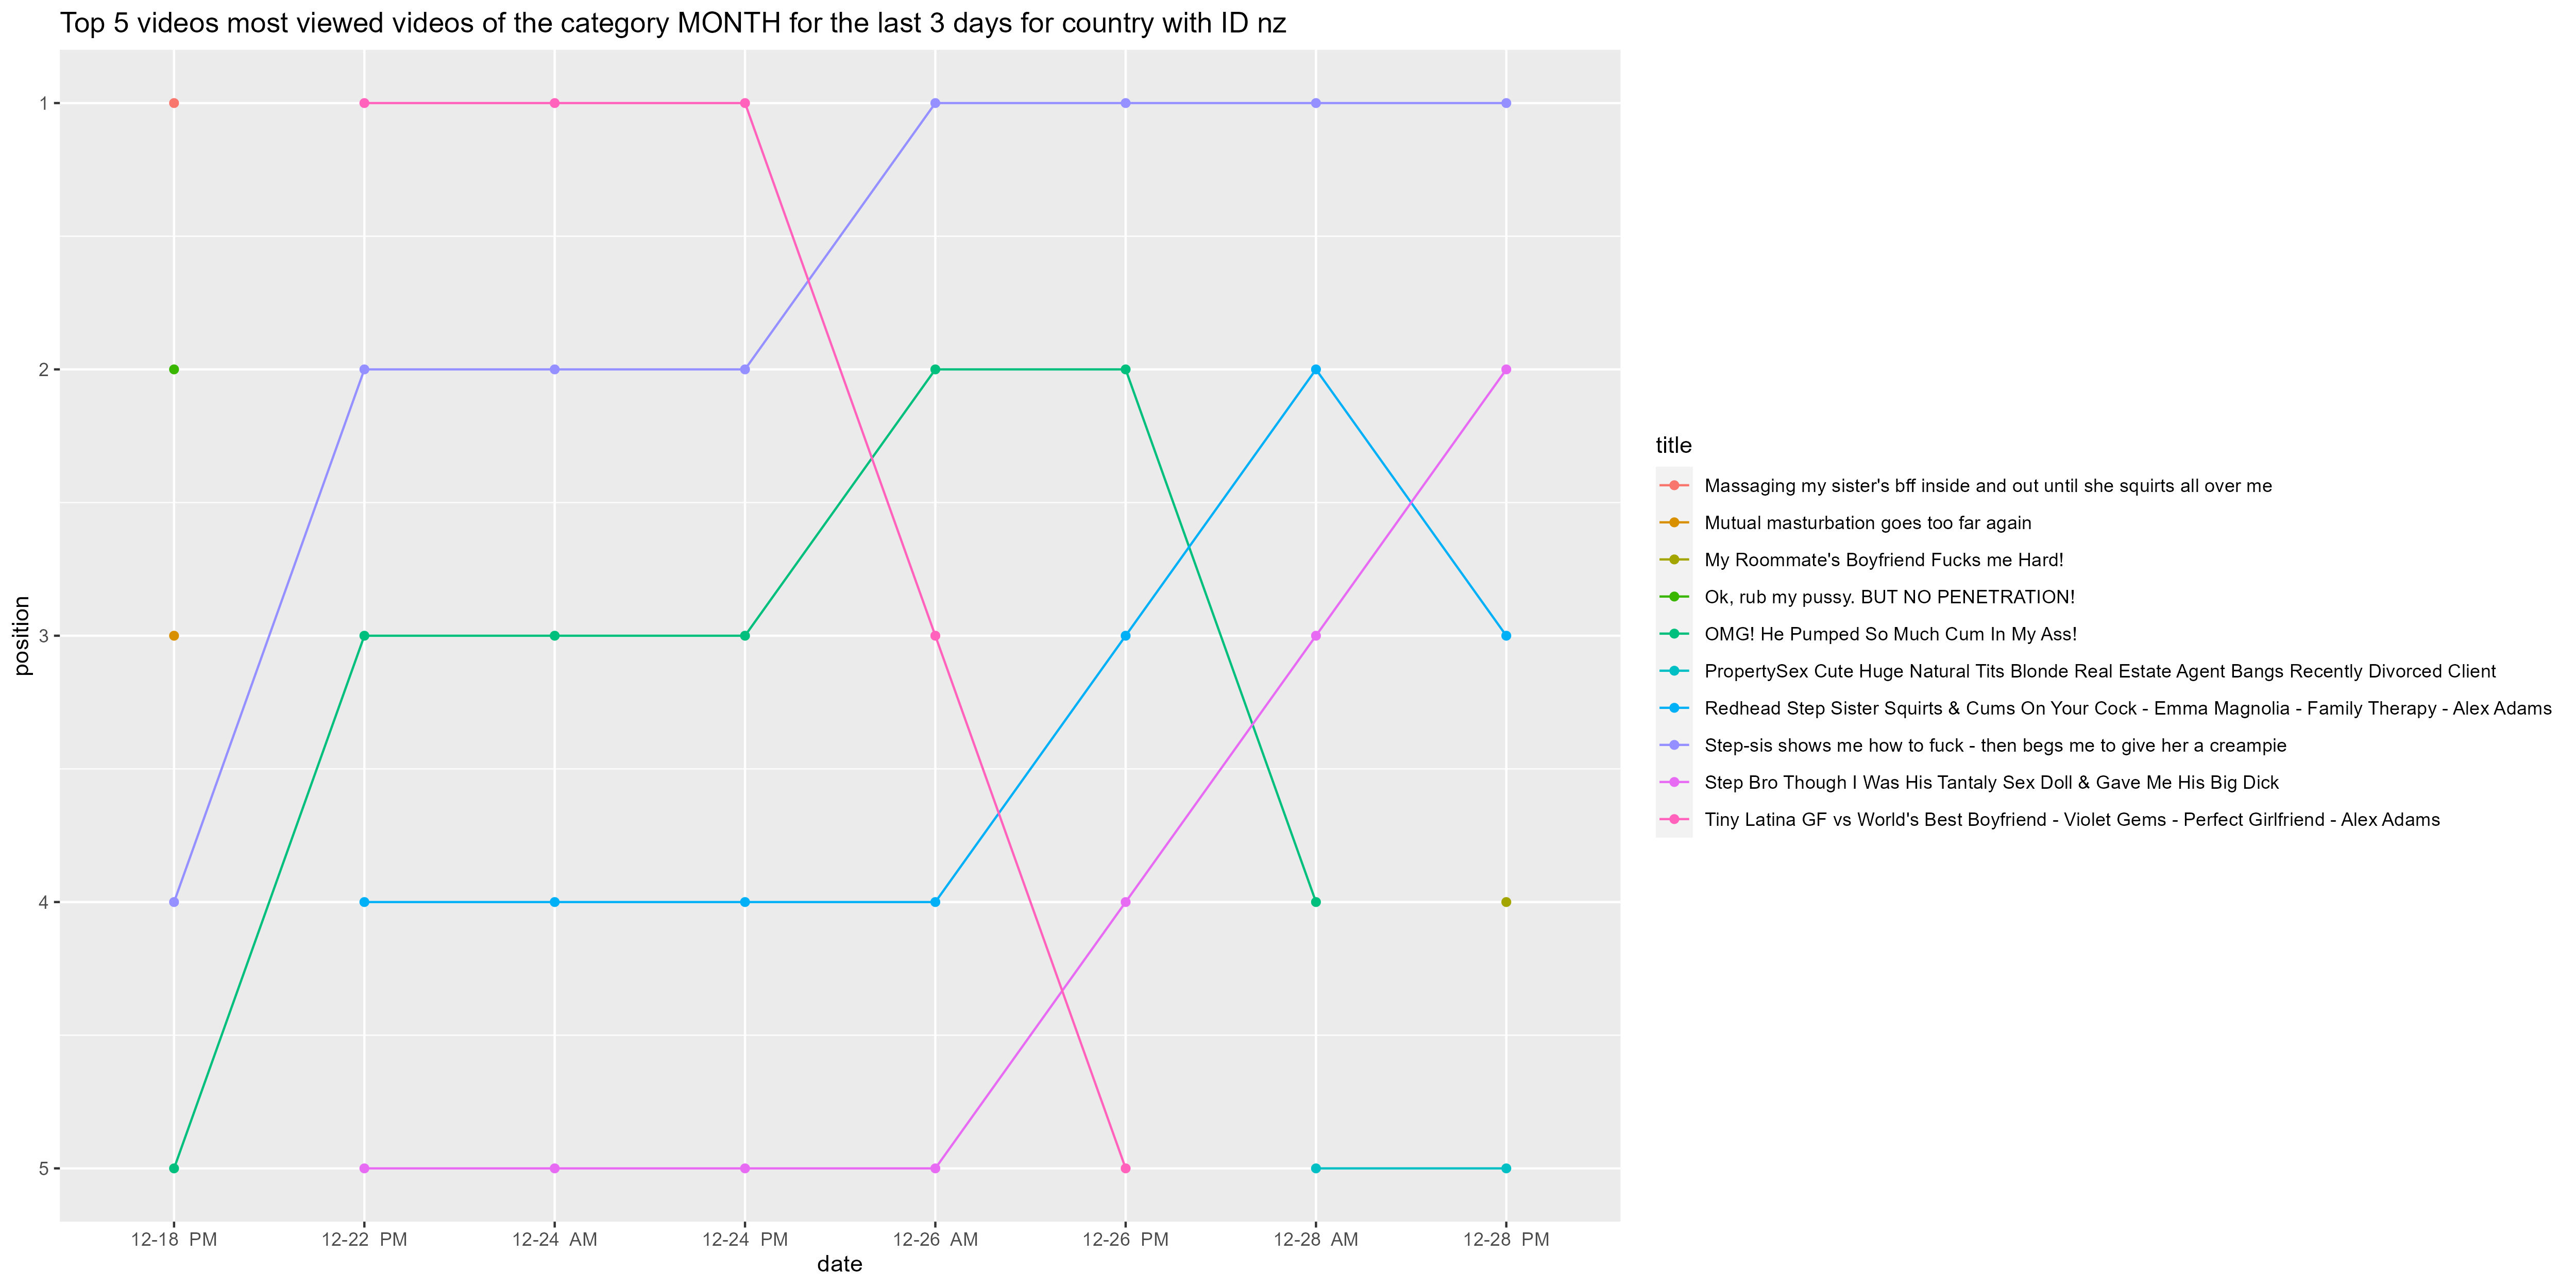 Top 5 videos most viewed videos of the category MONTH for the last 3 days for country with ID nz
1
2
3
4
5
position
12-18 PM
12-22 PM
12-24 AM
12-24 PM
12-26 AM
12-26 PM
12-28 AM
12-28 PM
date
title
Massaging my sister's bff inside and out until she squirts all over me
Mutual masturbation goes too far again
My Roommate's Boyfriend Fucks me Hard!
Ok, rub my pussy. BUT NO PENETRATION!
OMG! He Pumped So Much Cum In My Ass!
PropertySex Cute Huge Natural Tits Blonde Real Estate Agent Bangs Recently Divorced Client
Redhead Step Sister Squirts & Cums On Your Cock - Emma Magnolia - Family Therapy - Alex Adams
Step-sis shows me how to fuck - then begs me to give her a creampie
Step Bro Though I Was His Tantaly Sex Doll & Gave Me His Big Dick
Tiny Latina GF vs World's Best Boyfriend - Violet Gems - Perfect Girlfriend - Alex Adams